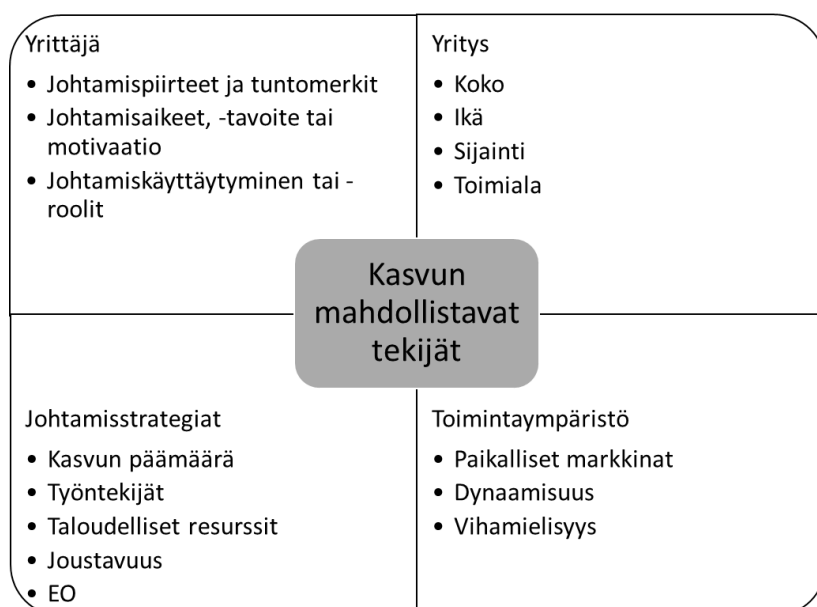 Yrittäjä
• Johtamispiirteet ja tuntomerkit
• Johtamisaikeet, -tavoite tai
motivaatio
• Johtamiskäyttäytyminen tai -
roolit
Yritys
• Koko
• Ikä
• Sijainti
• Toimiala
Kasvun
mahdollistavat
tekijät
Johtamisstrategiat
• Kasvun päämäärä
• Työntekijät
• Taloudelliset resurssit
• Joustavuus
• EO
Toimintaympäristö
• Paikalliset markkinat
• Dynaamisuus
• Vihamielisyys